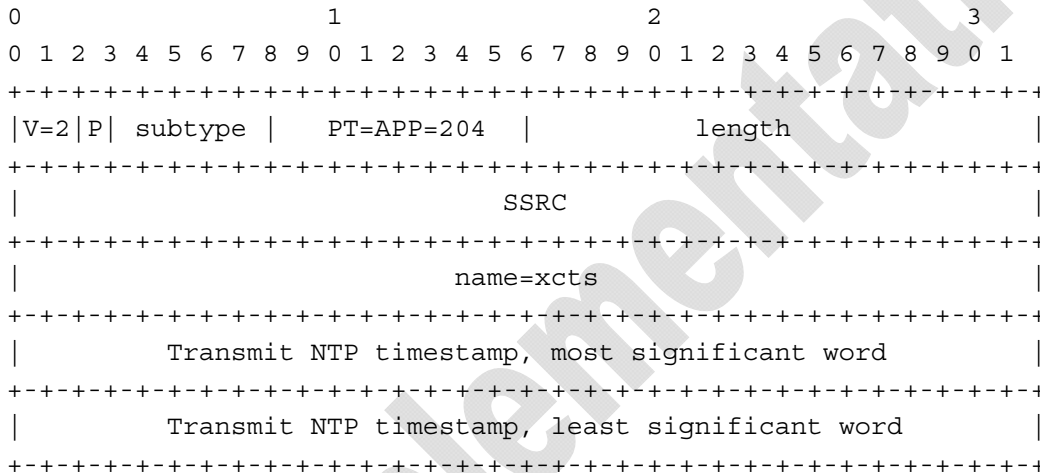 0                   1                   2                   3
0 1 2 3 4 5 6 7 8 9 0 1 2 3 4 5 6 7 8 9 0 1 2 3 4 5 6 7 8 9 0 1
+-+-+-+-+-+-+-+-+-+-+-+-+-+-+-+-+-+-+-+-+-+-+-+-+-+-+-+-+-+-+-+-+
|V=2|P| subtype |   PT=APP=204  |          length               |
+-+-+-+-+-+-+-+-+-+-+-+-+-+-+-+-+-+-+-+-+-+-+-+-+-+-+-+-+-+-+-+-+
|                              SSRC                             |
+-+-+-+-+-+-+-+-+-+-+-+-+-+-+-+-+-+-+-+-+-+-+-+-+-+-+-+-+-+-+-+-+
|                           name=xcts                           |
+-+-+-+-+-+-+-+-+-+-+-+-+-+-+-+-+-+-+-+-+-+-+-+-+-+-+-+-+-+-+-+-+
|         Transmit NTP timestamp, most significant word         |
+-+-+-+-+-+-+-+-+-+-+-+-+-+-+-+-+-+-+-+-+-+-+-+-+-+-+-+-+-+-+-+-+
|         Transmit NTP timestamp, least significant word        |
+-+-+-+-+-+-+-+-+-+-+-+-+-+-+-+-+-+-+-+-+-+-+-+-+-+-+-+-+-+-+-+-+